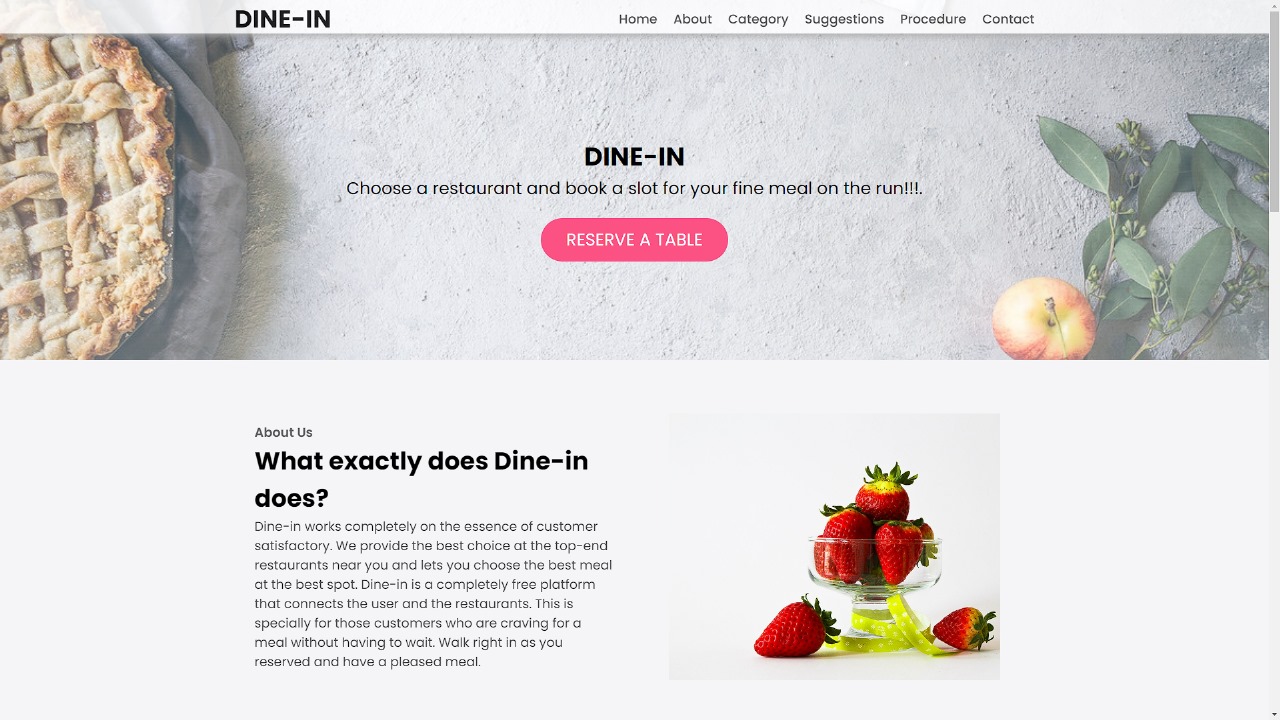 DINE-IN
Home About Category Suggestions Procedure Contact
DINE-IN
Choose a restaurant and book a slot for your fine meal on the run!!!.
RESERVE A TABLE
About Us
What exactly does Dine-in
does?
Dine-in works completely on the essence of customer
satisfactory. We provide the best choice at the top-end
restaurants near you and lets you choose the best meal
at the best spot. Dine-in is a completely free platform
that connects the user and the restaurants. This is
specially for those customers who are craving for a
meal without having to wait. Walk right in as you
reserved and have a pleased meal.